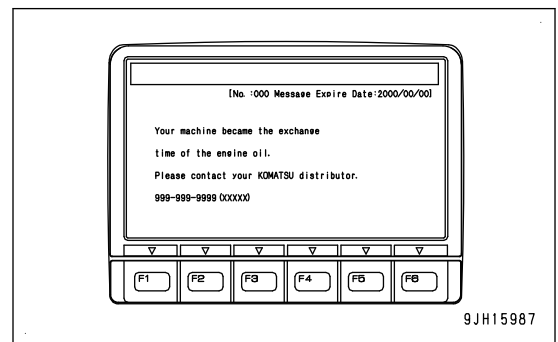 [No. :000 Message Expire Date:2000/00/00]
Your machine became the exchange
time of the engine oil.
Please contact your KOMATSU distributor.
999-999-9999(XXXXX)
F1 F2 F3 F4 F5 F6
9JH15987